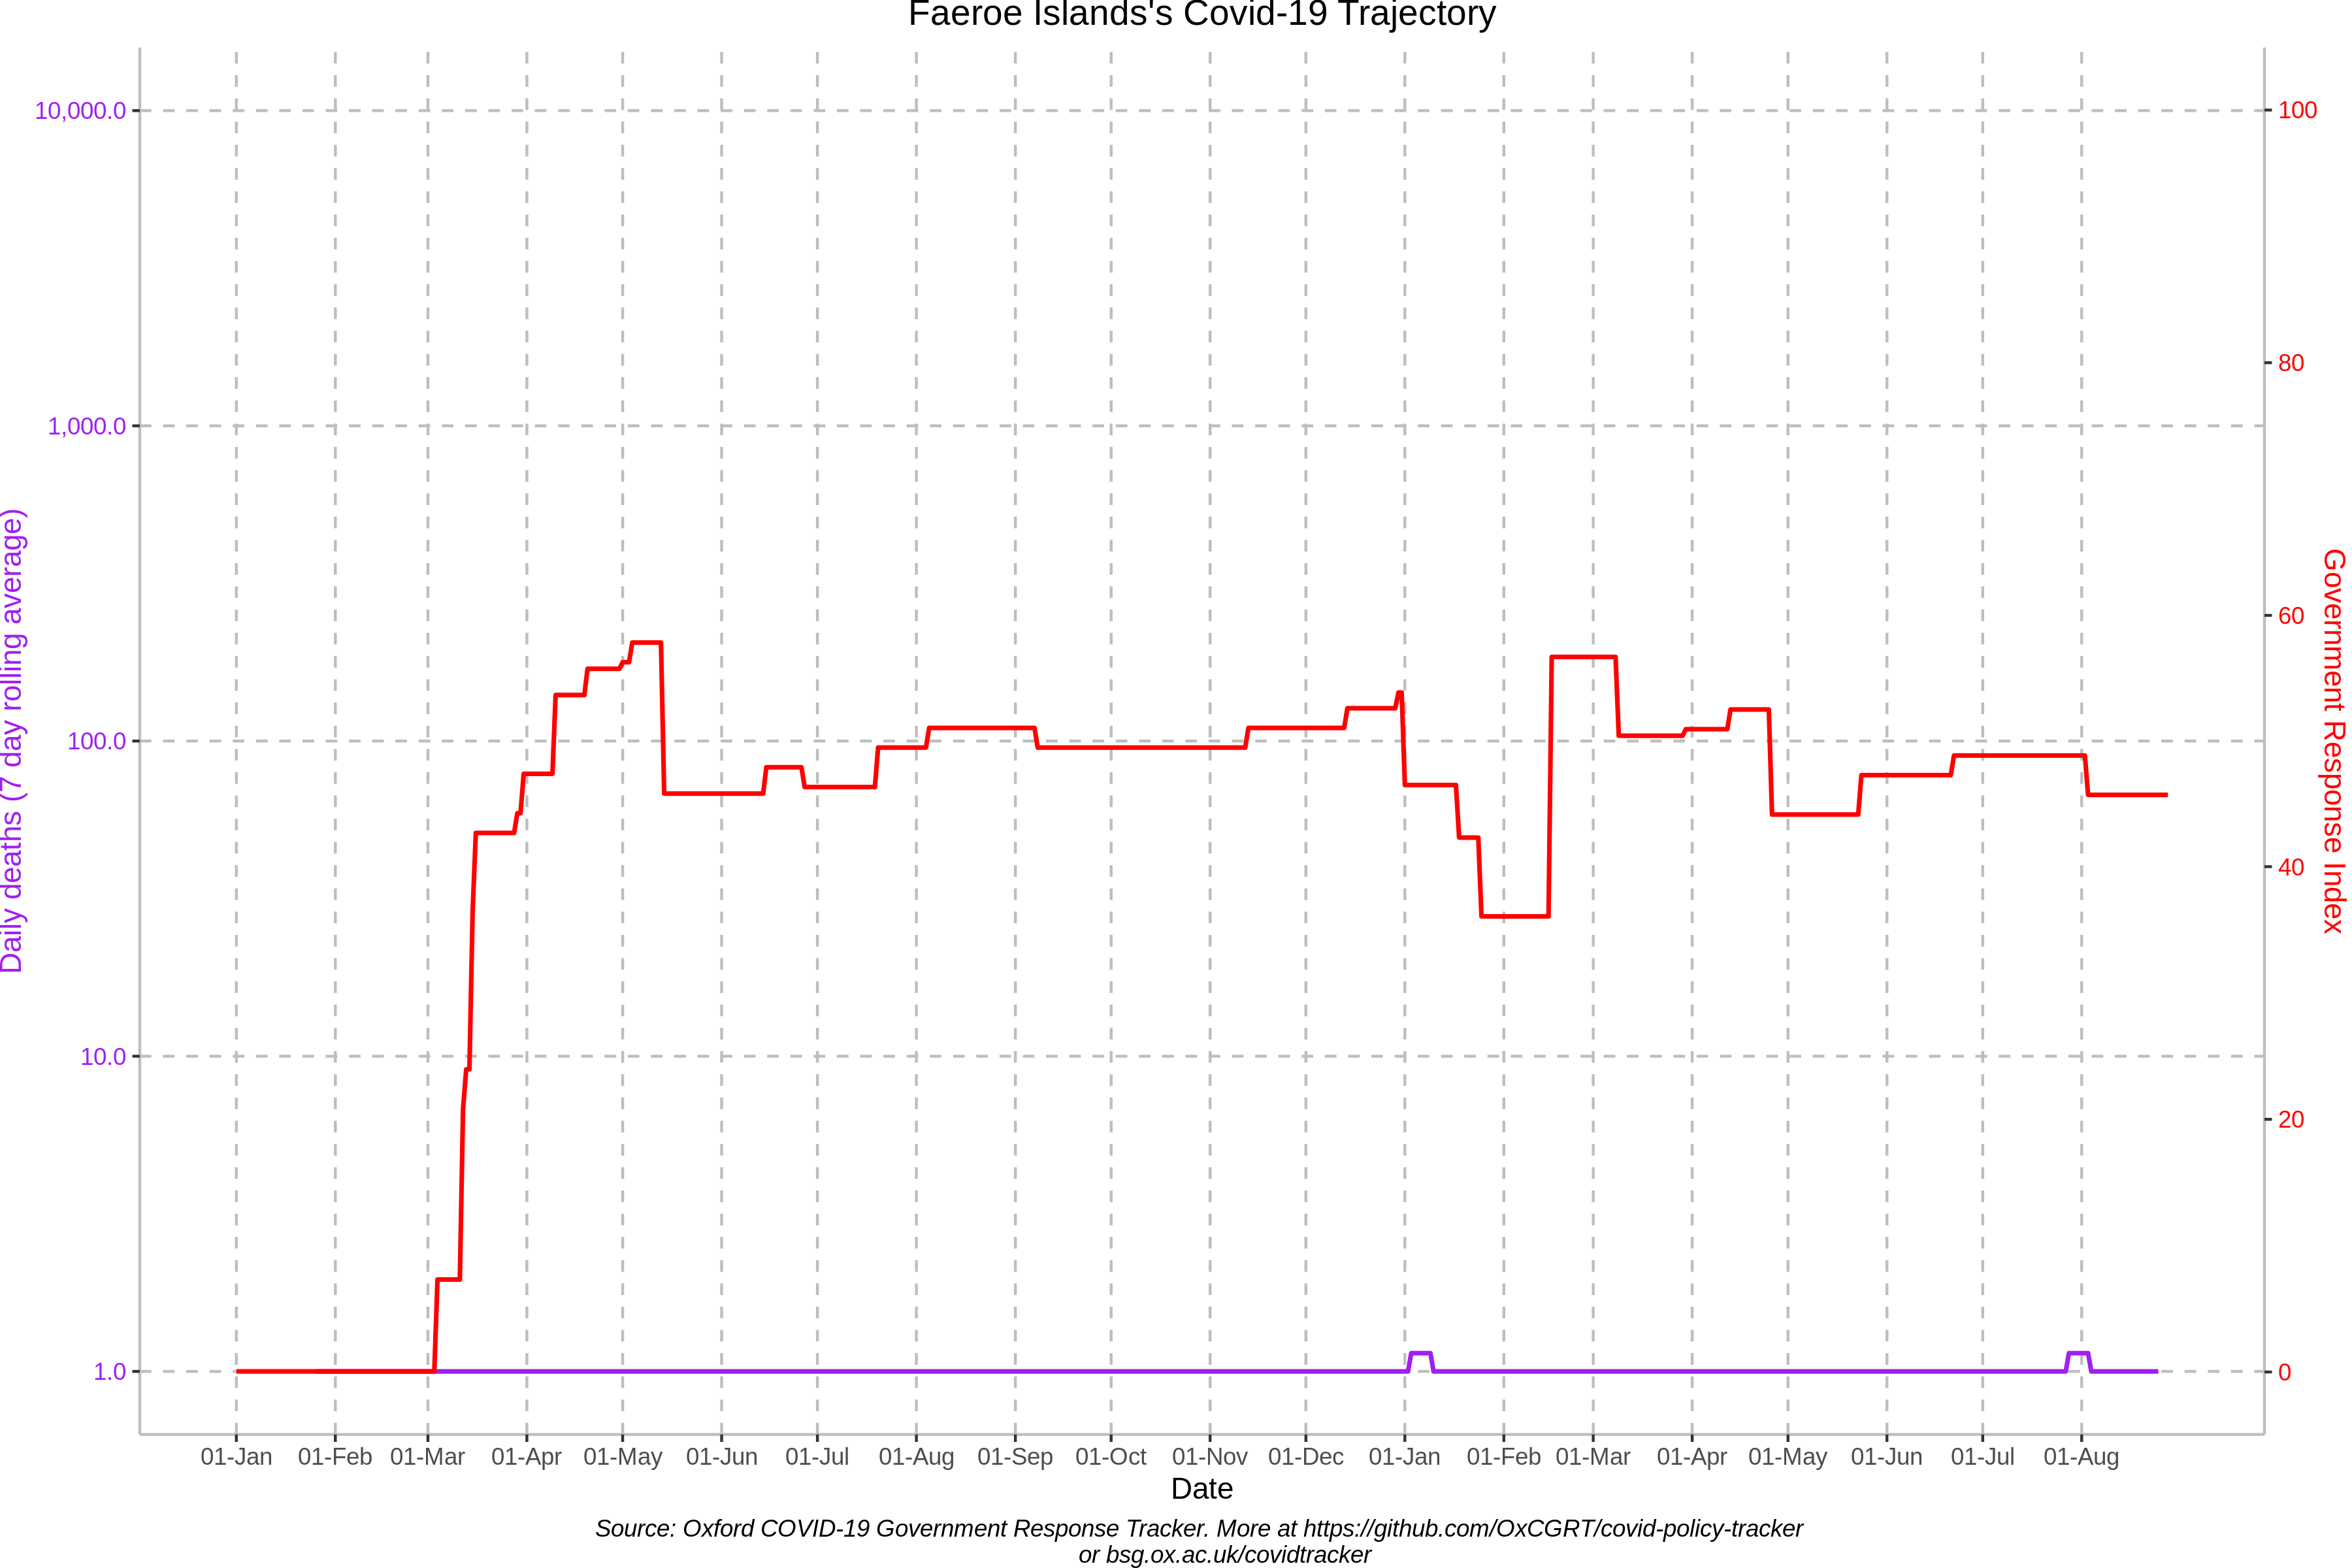 Faeroe Islands's Covid-19 Trajectory
10,000.0
1,000.0
100.0
10.0
1.0
Daily deaths (7 day rolling average)
100
80
60
40
20
0
Government Response Index
01-Jan 01-Feb 01-Mar 01-Apr 01-May 01-Jun 01-Jul 01-Aug 01-Sep 01-Oct 01-Nov 01-Dec 01-Jan 01-Feb 01-Mar 01-Apr 01-May 01-Jun 01-Jul 01-Aug
Date
Source: Oxford COVID-19 Government Response Tracker. More at https://github.com/OxCGRT/covid-policy-tracker
or bsg.ox.ac.uk/covidtracker